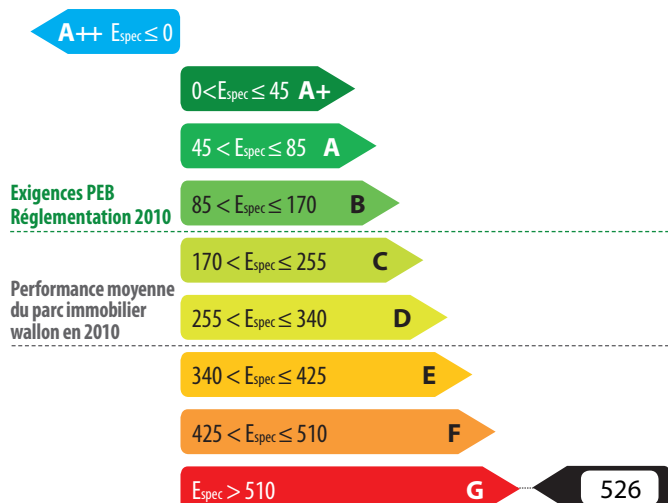 A++ Espec ≤ 0
0<Espec ≤ 45 A+
45 < Espec ≤ 85 A
Exigences PEB
Réglementation 2010
85 < Espec ≤ 170 B
170 < Espec ≤ 255 C
Performance moyenne
du parc immobilier
wallon en 2010
255 < Espec ≤ 340 D
340 < Espec ≤ 425 E
425 < Espec ≤ 510 F
Espec > 510 G 526